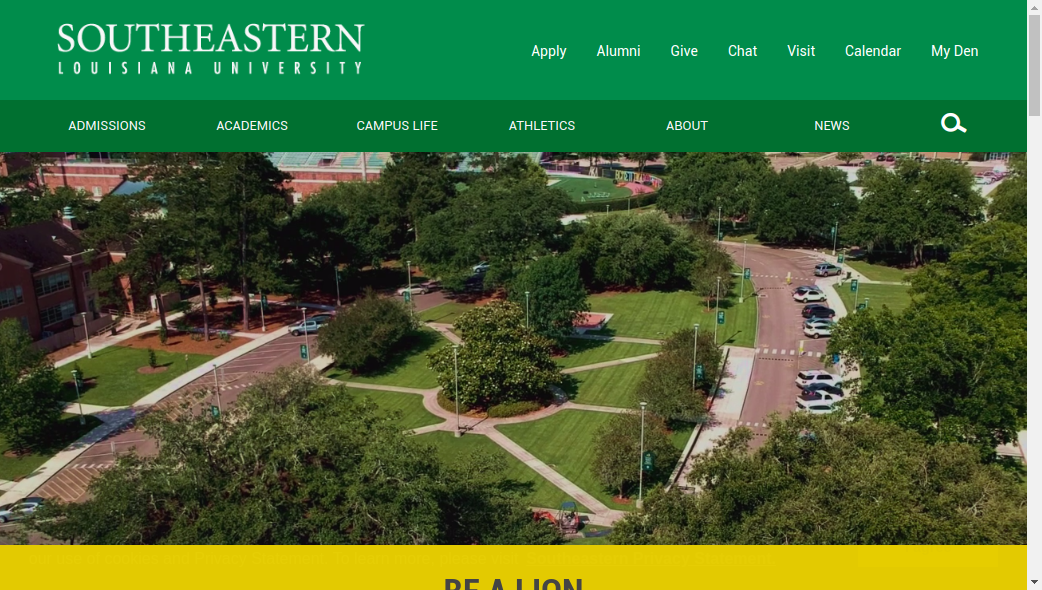 SOUTHEASTERN
LOUISIANA UNIVERSITY
Apply Alumni Give Chat Visit Calendar My Den
ADMISSIONS ACADEMICS CAMPUS LIFE ATHLETICS ABOUT NEWS
BE A LION